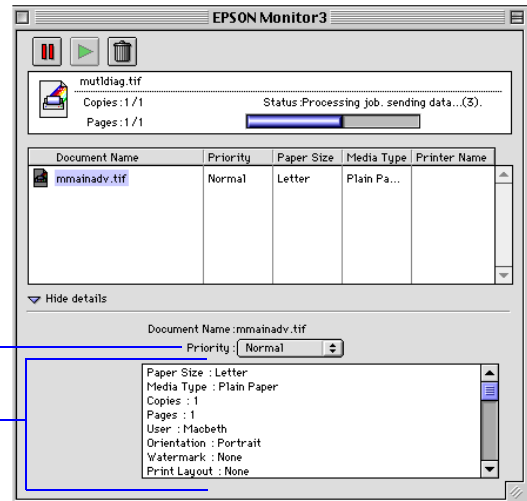 EPSON Monitor3
mutldiag.tif
Copies :1 /1
Status :Processing job. sending data...(3).
Pages :1 /1
Document Name Priority Paper Size Media Type Printer Name
mmainadv.tif Normal Letter Plain Pa...
Hide details
Document Name :mmainadv.tif
Priority : Normal
Paper Size : Letter
Media Type : Plain Paper
Copies : 1
Pages : 1
User : Macbeth
Orientation : Portrait
Watermark : None
Print Layout : None